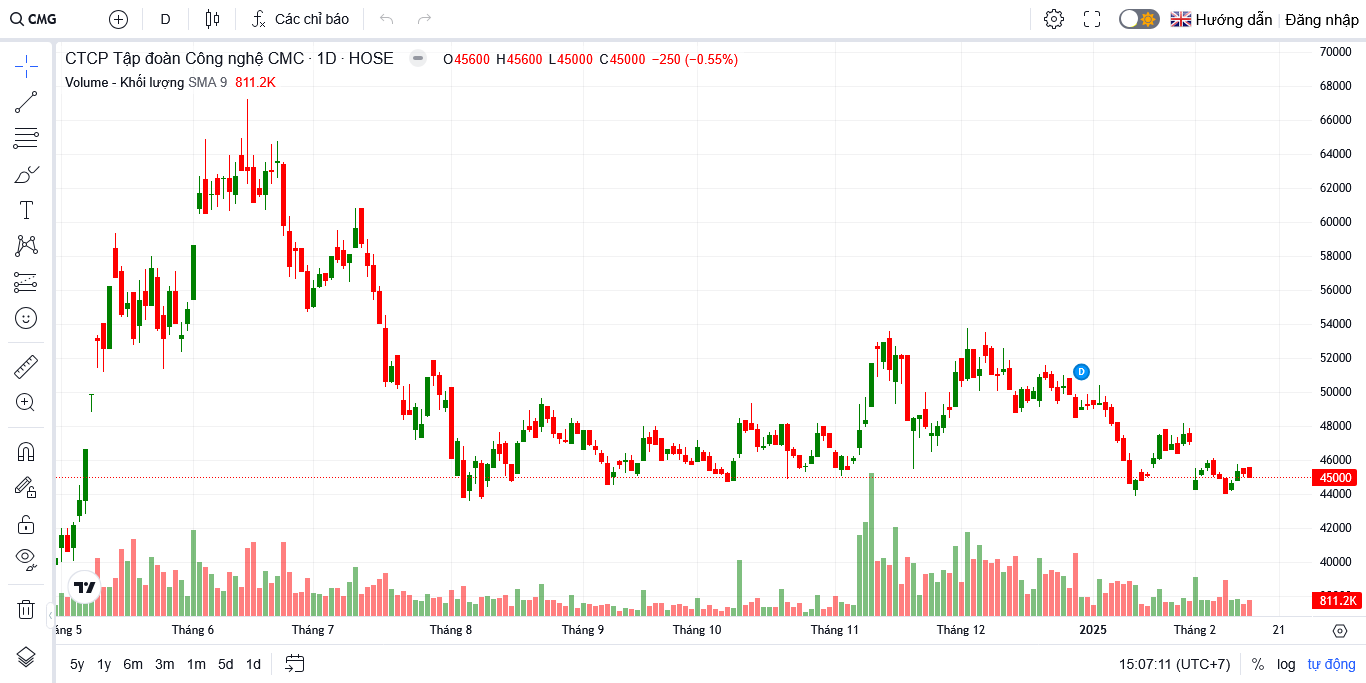 CMG D Các chỉ báo Hướng dẫn Đăng nhập
CTCP Tập đoàn Công nghệ CMC · 1D · HOSE O45600 H45600 L45000 C45000 −250 (−0.55%)
Volume - Khối lượng SMA 9 811.2K
70000
68000
66000
64000
62000
60000
58000
56000
54000
52000
D
50000
48000
46000
45000
44000
42000
40000
811.2K
áng 5 Tháng 6 Tháng 7 Tháng 8 Tháng 9 Tháng 10 Tháng 11 Tháng 12 2025 Tháng 2 21
5y 1y 6m 3m 1m 5d 1d 15:07:11 (UTC+7) % log tự động